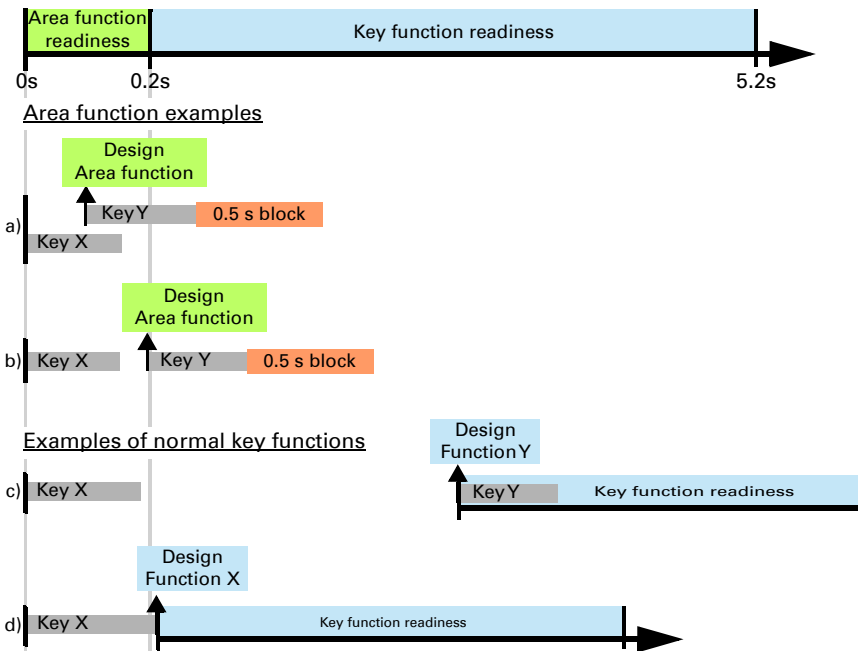 Area function
readiness
Key function readiness
0s
0.2s
5.2s
Area function examples
Design
Area function
a)
Key Y
0.5 s block
Key X
Design
Area function
b)
Key X
Key Y
0.5 s block
Examples of normal key functions
Design
Function Y
c)
Key X
Key Y
Key function readiness
Design
Function X
d)
Key X
Key function readiness